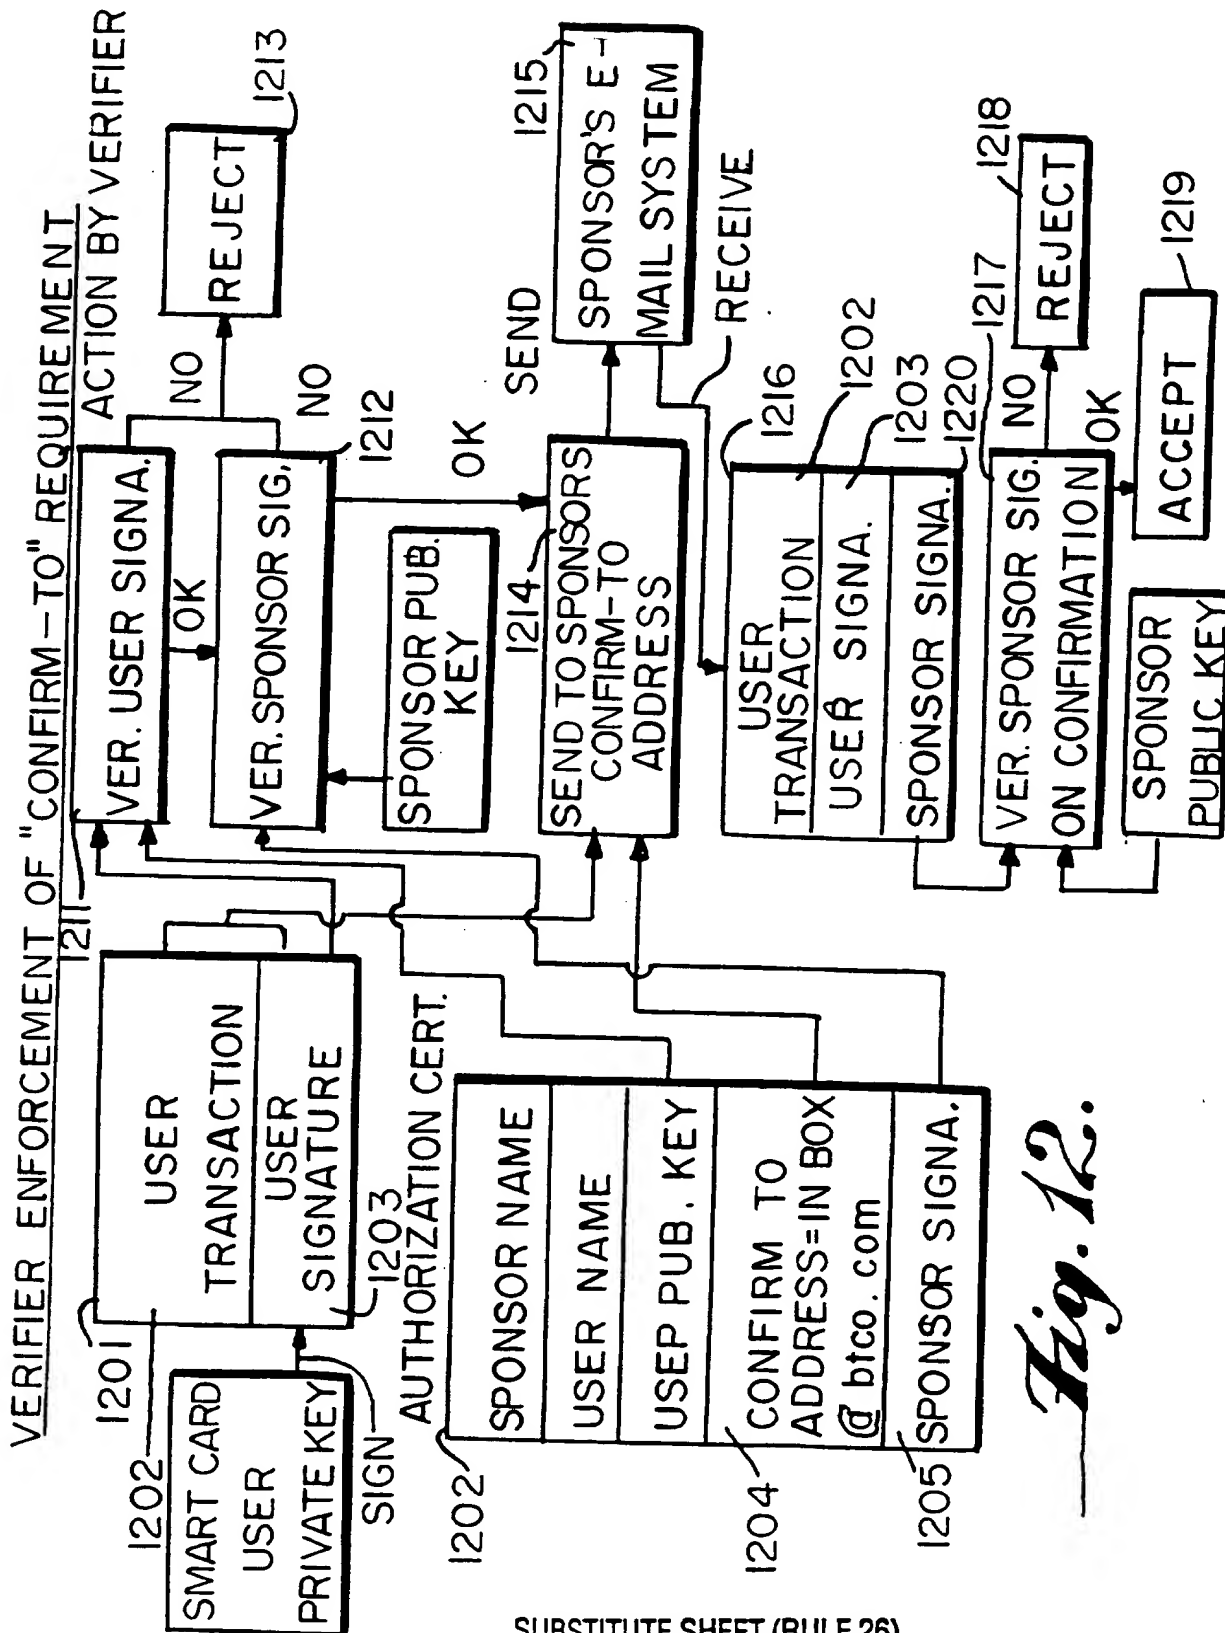 VERIFIER ENFORCEMENT OF "CONFIRM-TO" REQUIREMENT
ACTION BY VERIFIER
SMART CARD
USER
PRIVATE KEY
SIGN
1201
1202
USER
TRANSACTION
USER
SIGNATURE
1203
AUTHORIZATION CERT.
1202
SPONSOR NAME
USER NAME
USEP PUB. KEY
CONFIRM TO
ADDRESS=IN BOX
@ btco.com
SPONSOR SIGNA.
1204
1205
1211
VER. USER SIGNA.
OK
NO
VER. SPONSOR SIG,
NO
1212
REJECT
1213
SPONSOR PUB.
KEY
OK
1214
SEND TO SPONSORS
CONFIRM-TO
ADDRESS
SEND
1215
SPONSOR'S E-
MAIL SYSTEM
RECEIVE
1216
USER
TRANSACTION
1202
USER SIGNA.
1203
SPONSOR SIGNA.
1220
1217
VER. SPONSOR SIG.
ON CONFIRMATION
NO
OK
REJECT
1218
ACCEPT
1219
SPONSOR
PUBLIC KEY
Fig. 12.
SUBSTITUTE SHEET (RULE 26)